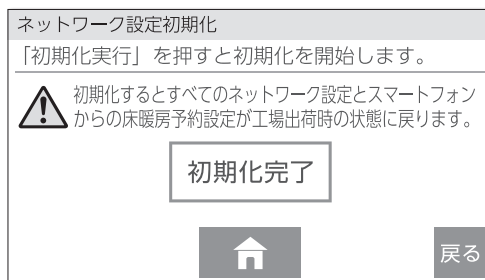 ネットワーク設定初期化
「初期化実行」を押すと初期化を開始します。
初期化するとすべてのネットワーク設定とスマートフォン
からの床暖房予約設定が工場出荷時の状態に戻ります。
初期化完了
戻る